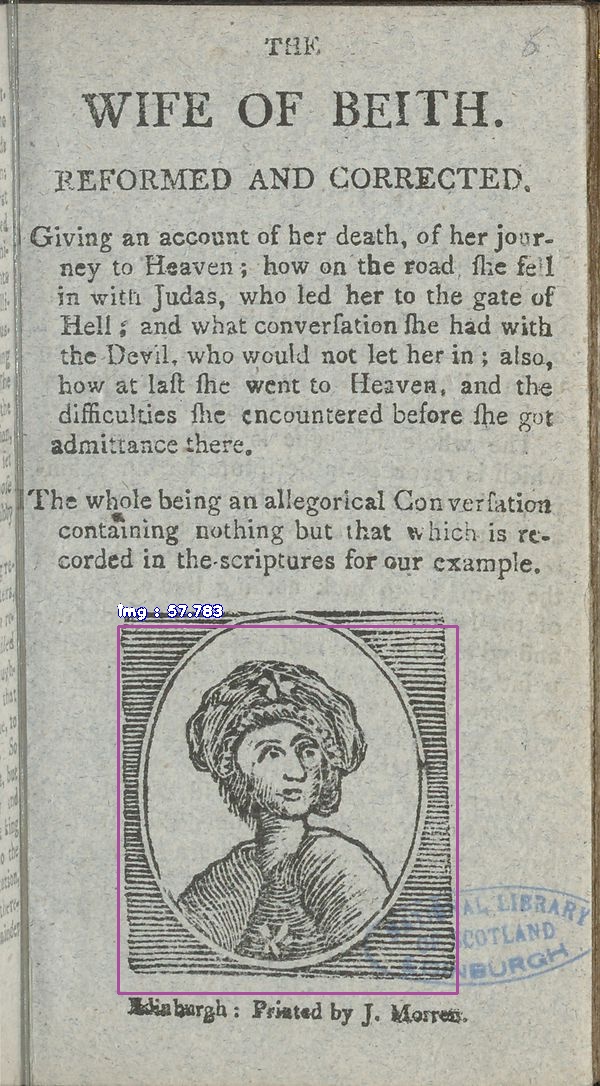 THE
WIFE OF BEITH.
REFORMED AND CORRECTED.
Giving an account of her death, of her jour-
ney to Heaven; how on the road ſhe fell
in with Judas, who led her to the gate of
Hell; and what converſation ſhe had with
the Devil, who would not let her in; also,
how at laſt ſhe went to Heaven, and the
difficulties ſhe encountered before ſhe got
admittance there.
The whole being an allegorical Converſation
containing nothing but that which is re-
corded in the scriptures for our example.
img : 57.783
NATIONAL LIBRARY
OF SCOTLAND
EDINBURGH
Edinburgh: Printed by J. Morren.